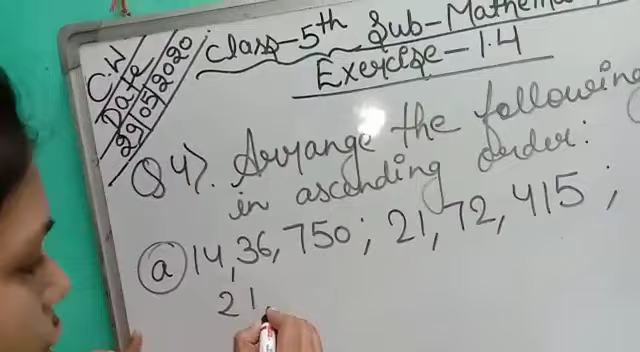 C.W
Date
29/05/2020
Class-5th Sub-Mathema
Exercise-1.4
Q4). Arrange the following
in ascending order:
(a) 14,36,750; 21,72,415;
21,